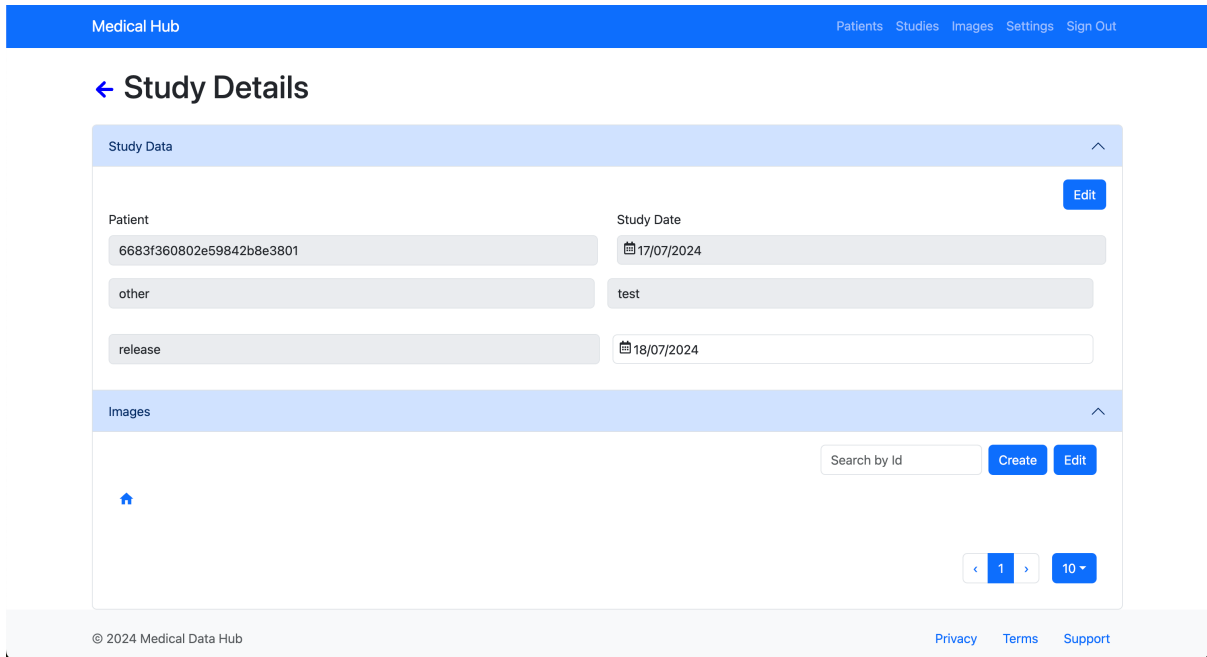 Medical Hub Patients Studies Images Settings Sign Out
Study Details
Study Data
Edit
Patient Study Date
6683f360802e59842b8e3801 17/07/2024
other test
release 18/07/2024
Images
Search by Id Create Edit
‹ 1 › 10
© 2024 Medical Data Hub Privacy Terms Support